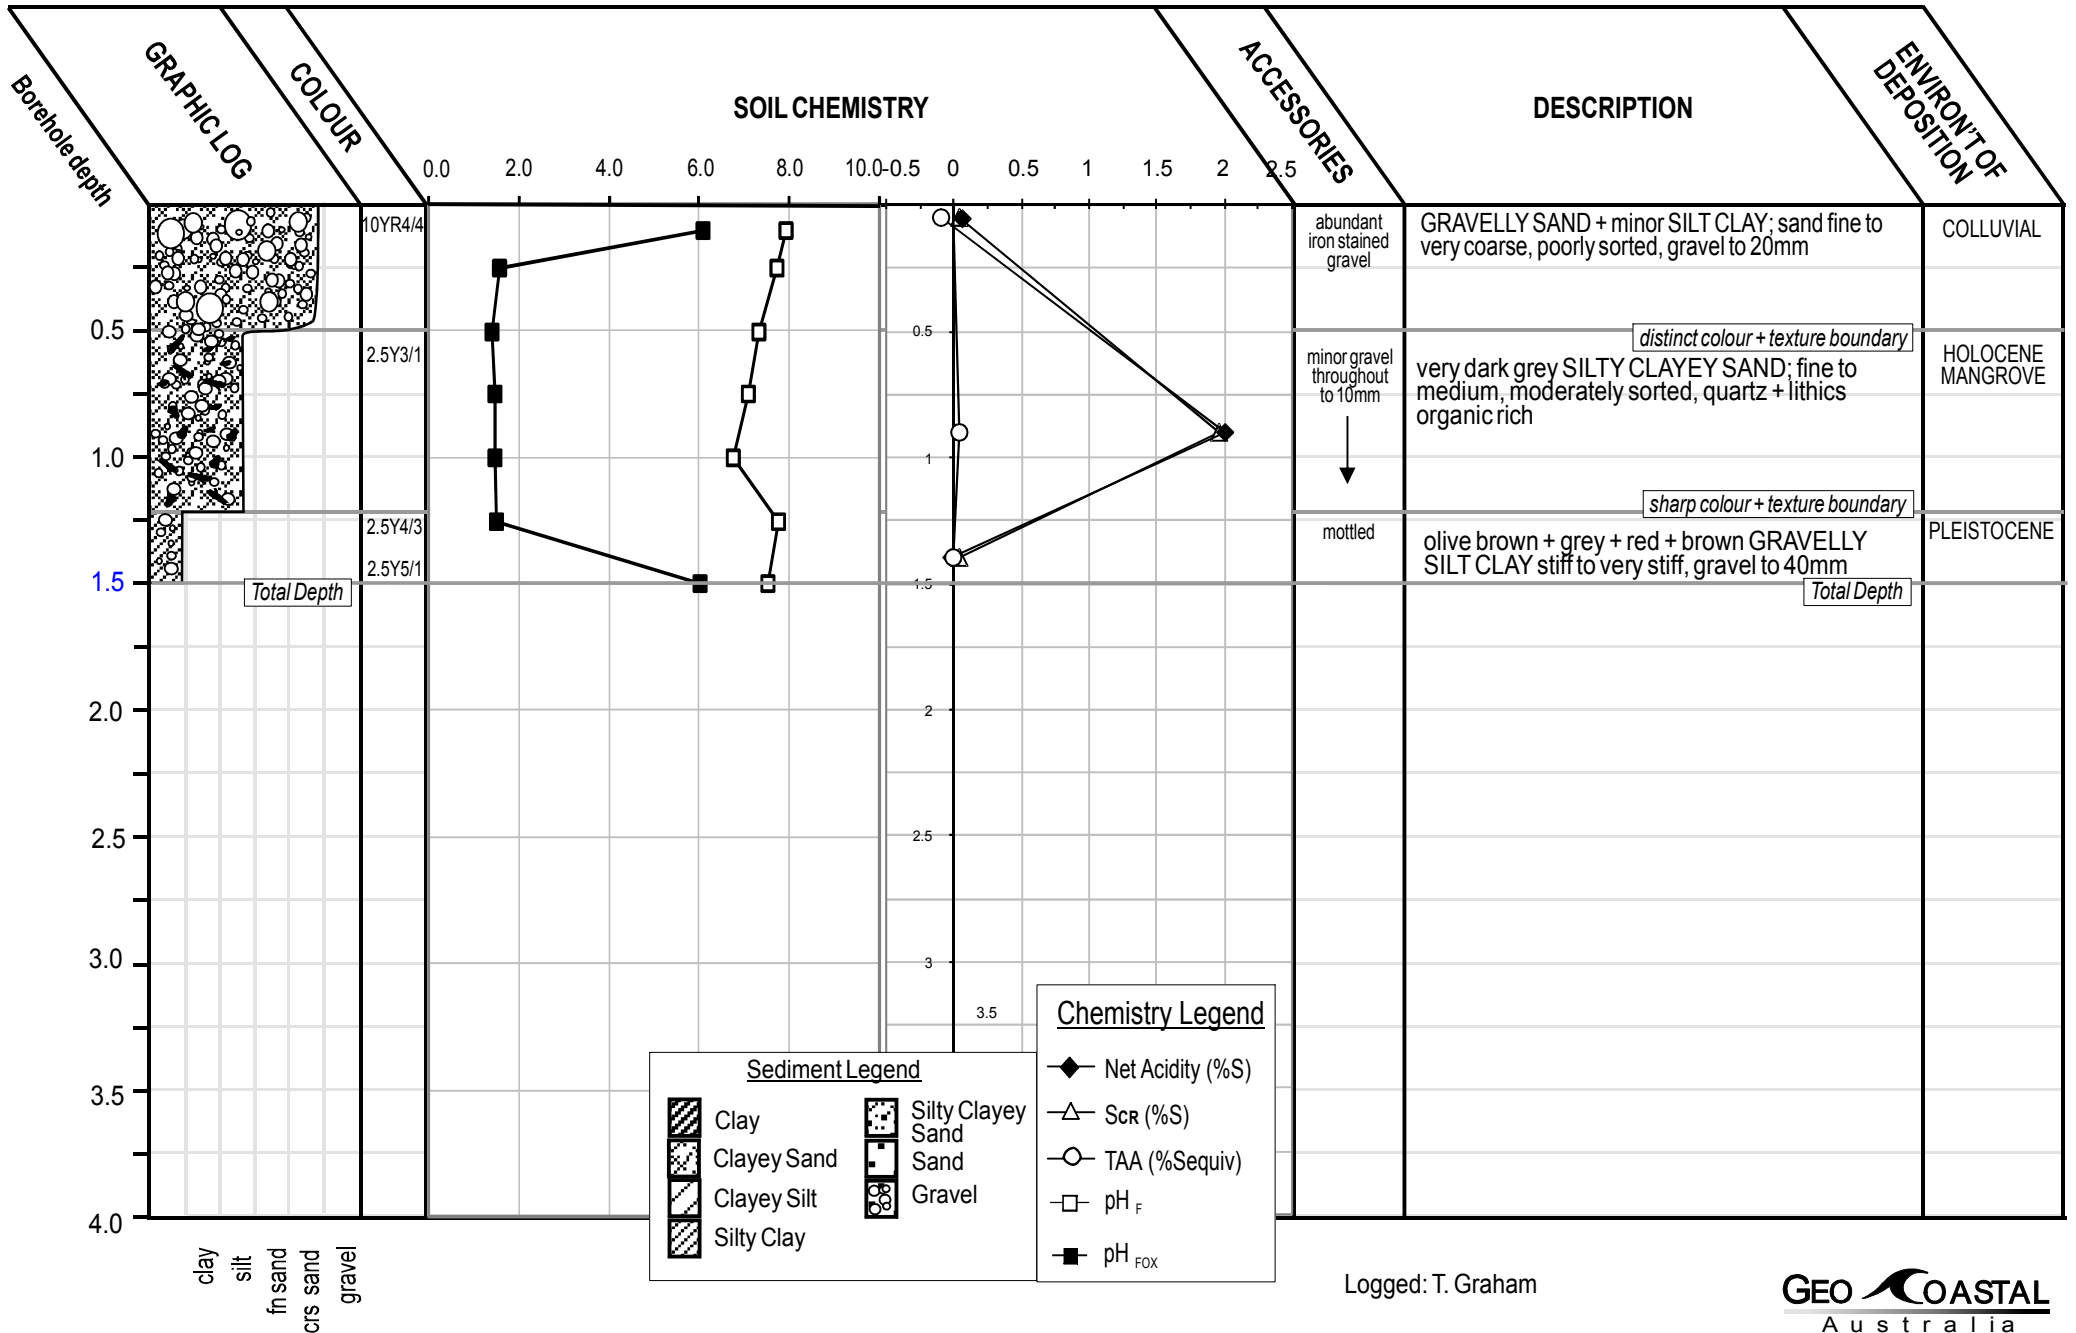 Borehole depth
GRAPHIC LOG
COLOUR
SOIL CHEMISTRY
ACCESSORIES
DESCRIPTION
ENVIRON'T OF
DEPOSITION
0.0 2.0 4.0 6.0 8.0 10.0
-0.5 0 0.5 1 1.5 2 2.5
10YR4/4
abundant
iron stained
gravel
GRAVELLY SAND + minor SILT CLAY; sand fine to
very coarse, poorly sorted, gravel to 20mm
COLLUVIAL
0.5
0.5
distinct colour + texture boundary
2.5Y3/1
minor gravel
throughout
to 10mm
very dark grey SILTY CLAYEY SAND; fine to
medium, moderately sorted, quartz + lithics
organic rich
HOLOCENE
MANGROVE
1.0
1
sharp colour + texture boundary
2.5Y4/3
mottled
olive brown + grey + red + brown GRAVELLY
SILT CLAY stiff to very stiff, gravel to 40mm
PLEISTOCENE
2.5Y5/1
1.5
1.5
Total Depth
Total Depth
2.0
2
2.5
2.5
3.0
3
3.5
3.5
4.0
clay
silt
fn sand
crs sand
gravel
Sediment Legend
Clay
Clayey Sand
Clayey Silt
Silty Clay
Silty Clayey
Sand
Sand
Gravel
Chemistry Legend
Net Acidity (%S)
SCR (%S)
TAA (%Sequiv)
pH F
pH FOX
Logged: T. Graham
GEO COASTAL
Australia